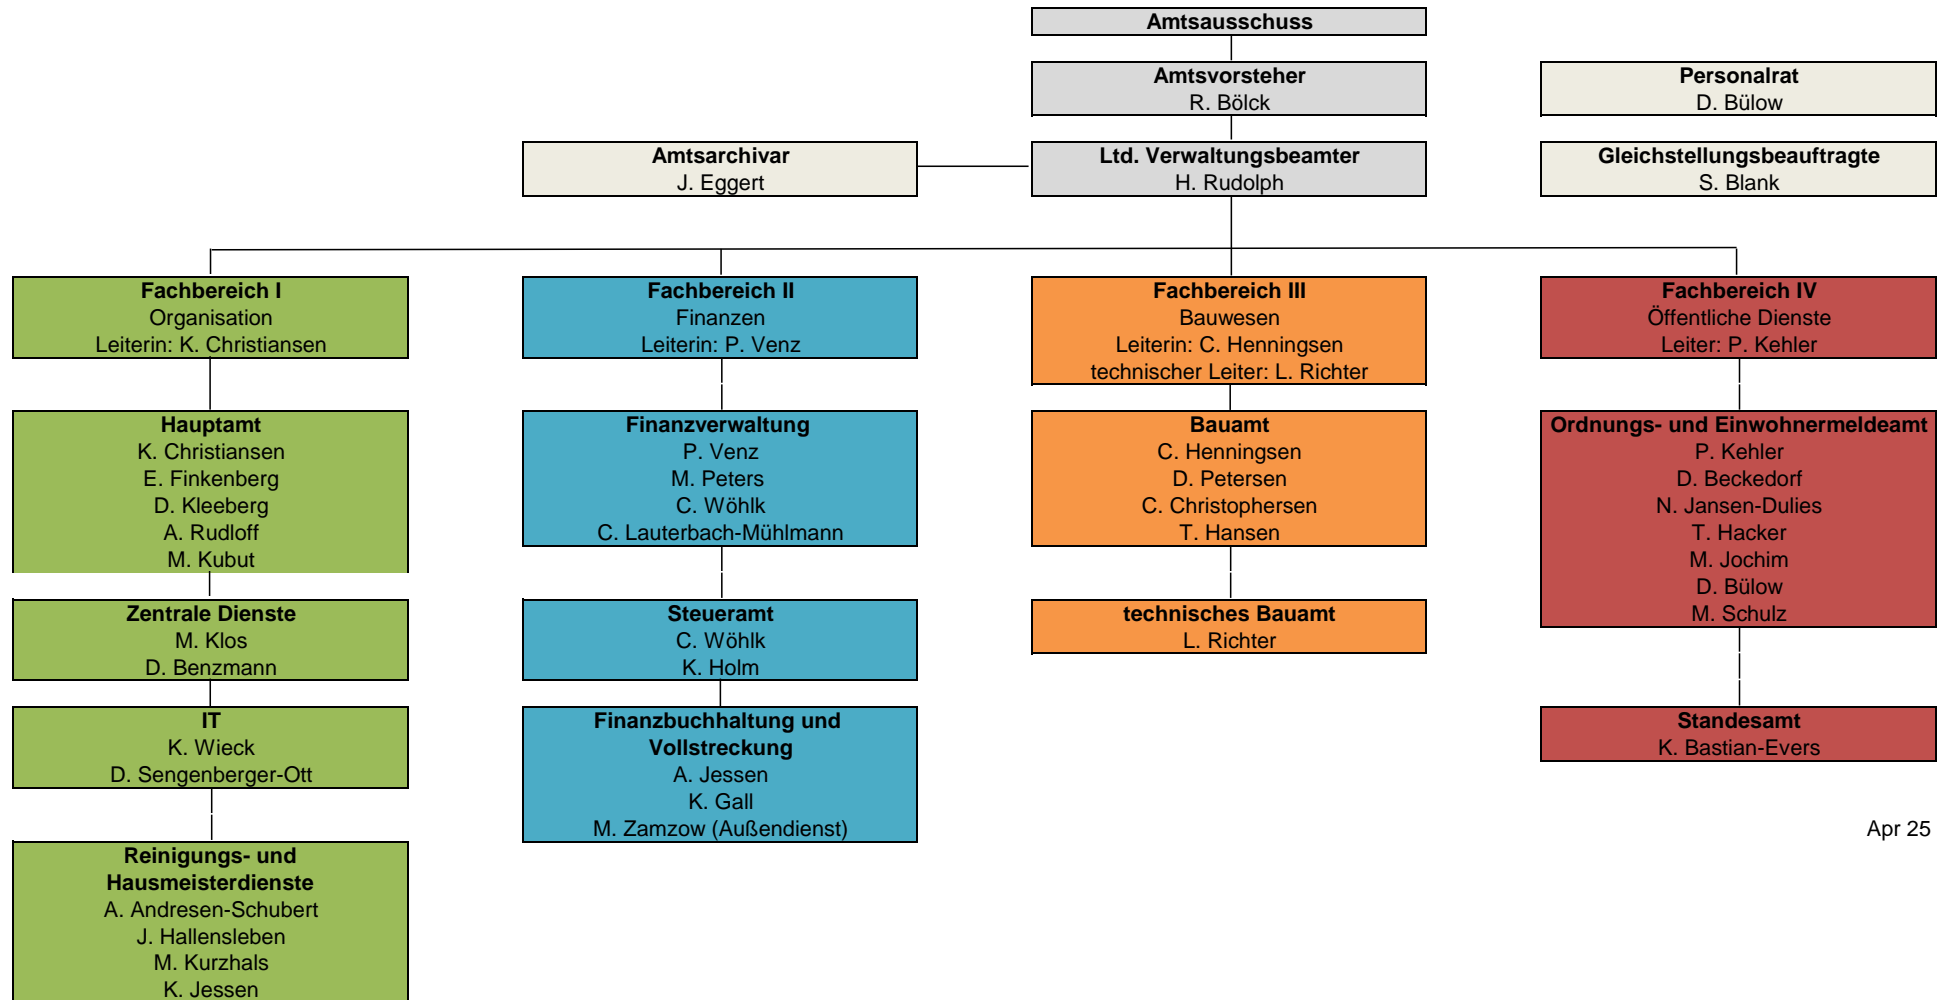 Amtsausschuss
Amtsvorsteher
R. Bölck
Personalrat
D. Bülow
Amtsarchivar
J. Eggert
Ltd. Verwaltungsbeamter
H. Rudolph
Gleichstellungsbeauftragte
S. Blank
Fachbereich I
Organisation
Leiterin: K. Christiansen
Fachbereich II
Finanzen
Leiterin: P. Venz
Fachbereich III
Bauwesen
Leiterin: C. Henningsen
technischer Leiter: L. Richter
Fachbereich IV
Öffentliche Dienste
Leiter: P. Kehler
Hauptamt
K. Christiansen
E. Finkenberg
D. Kleeberg
A. Rudloff
M. Kubut
Finanzverwaltung
P. Venz
M. Peters
C. Wöhlk
C. Lauterbach-Mühlmann
Bauamt
C. Henningsen
D. Petersen
C. Christophersen
T. Hansen
Ordnungs- und Einwohnermeldeamt
P. Kehler
D. Beckedorf
N. Jansen-Dulies
T. Hacker
M. Jochim
D. Bülow
M. Schulz
Zentrale Dienste
M. Klos
D. Benzmann
Steueramt
C. Wöhlk
K. Holm
technisches Bauamt
L. Richter
IT
K. Wieck
D. Sengenberger-Ott
Finanzbuchhaltung und
Vollstreckung
A. Jessen
K. Gall
M. Zamzow (Außendienst)
Standesamt
K. Bastian-Evers
Apr 25
Reinigungs- und
Hausmeisterdienste
A. Andresen-Schubert
J. Hallensleben
M. Kurzhals
K. Jessen